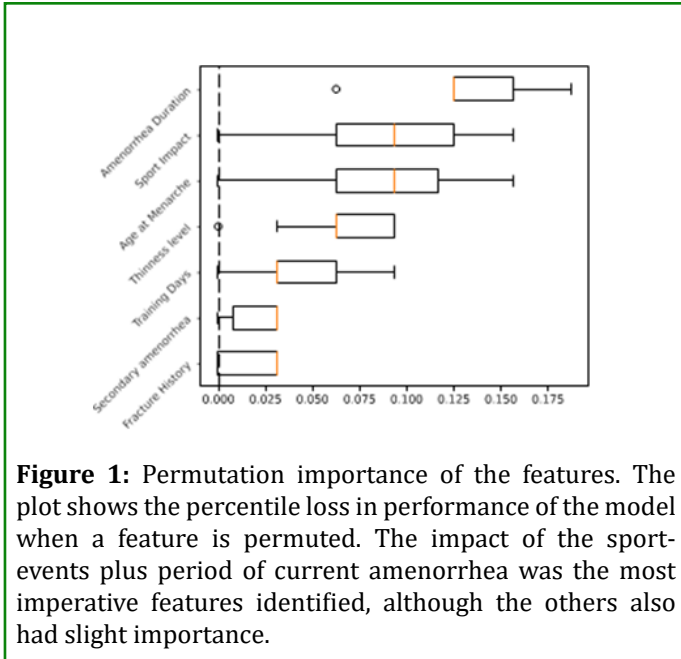 Amenorrhea Duration
Sport Impact
Age at Menarche
Thinness level
Training Days
Secondary amenorrhea
Fracture History
0.000 0.025 0.050 0.075 0.100 0.125 0.150 0.175
Figure 1: Permutation importance of the features. The
plot shows the percentile loss in performance of the model
when a feature is permuted. The impact of the sport-
events plus period of current amenorrhea was the most
imperative features identified, although the others also
had slight importance.